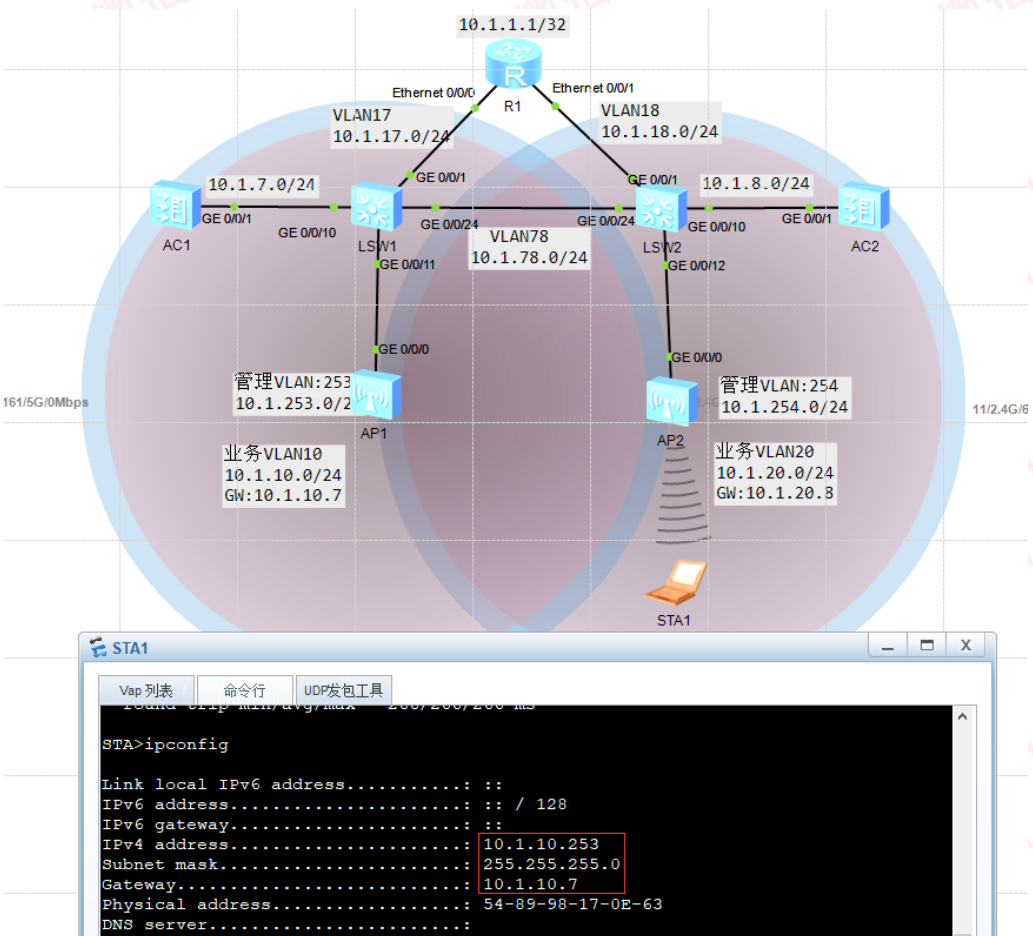 10.1.1.1/32
R
R1
Ethernet 0/0/0
Ethernet 0/0/1
VLAN17
10.1.17.0/24
VLAN18
10.1.18.0/24
GE 0/0/1
GE 0/0/1
10.1.7.0/24
10.1.8.0/24
GE 0/0/1
GE 0/0/10
GE 0/0/24
GE 0/0/24
GE 0/0/10
GE 0/0/1
AC1
LSW1
VLAN78
10.1.78.0/24
LSW2
AC2
GE 0/0/11
GE 0/0/12
GE 0/0/0
GE 0/0/0
管理VLAN:253
10.1.253.0/2
管理VLAN:254
10.1.254.0/24
161/5G/0Mbps
11/2.4G/6
AP1
AP2
业务VLAN10
10.1.10.0/24
GW:10.1.10.7
业务VLAN20
10.1.20.0/24
GW:10.1.20.8
STA1
STA1
Vap 列表
命令行
UDP发包工具
STA>ipconfig
Link local IPv6 address...........: ::
IPv6 address......................: :: / 128
IPv6 gateway......................: ::
IPv4 address......................: 10.1.10.253
Subnet mask.......................: 255.255.255.0
Gateway...........................: 10.1.10.7
Physical address..................: 54-89-98-17-0E-63
DNS server........................: